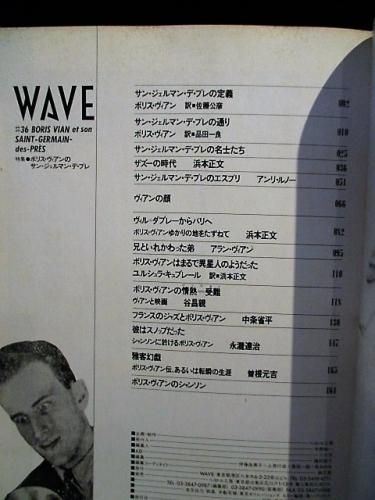 WAVE
#36 BORIS VIAN et son
SAINT-GERMAIN-
des-PRÈS
特集●ボリス・ヴィアンの
サン・ジェルマン・デ・プレ
サン・ジェルマン・デ・プレの定義
ボリス・ヴィアン 訳■佐藤公彦 002
サン・ジェルマン・デ・プレの通り
ボリス・ヴィアン 訳■品田一良 010
サン・ジェルマン・デ・プレの名士たち 025
ザズーの時代 浜本正文 036
サン・ジェルマン・デ・プレのエスプリ アンリ・ルノー 051
ヴィアンの顔 066
ヴィル・ダブレーからパリへ
ボリス・ヴィアンゆかりの地をたずねて 浜本正文 082
兄といれかわった弟 アラン・ヴィアン 095
ボリス・ヴィアンはまるで異星人のようだった
ユルシュラ・キュブレール 訳■浜本正文 110
ボリス・ヴィアンの情熱—受難
ヴィアンと映画 谷昌親 118
フランスのジャズとボリス・ヴィアン 中条省平 130
彼はスノッブだった
シャンソンに於けるボリス・ヴィアン 永瀧達治 147
雅客幻戯
ボリス・ヴィアン伝、あるいは転瞬の生涯 曽根元吉
ボリス・ヴィアンのシャンソン 161